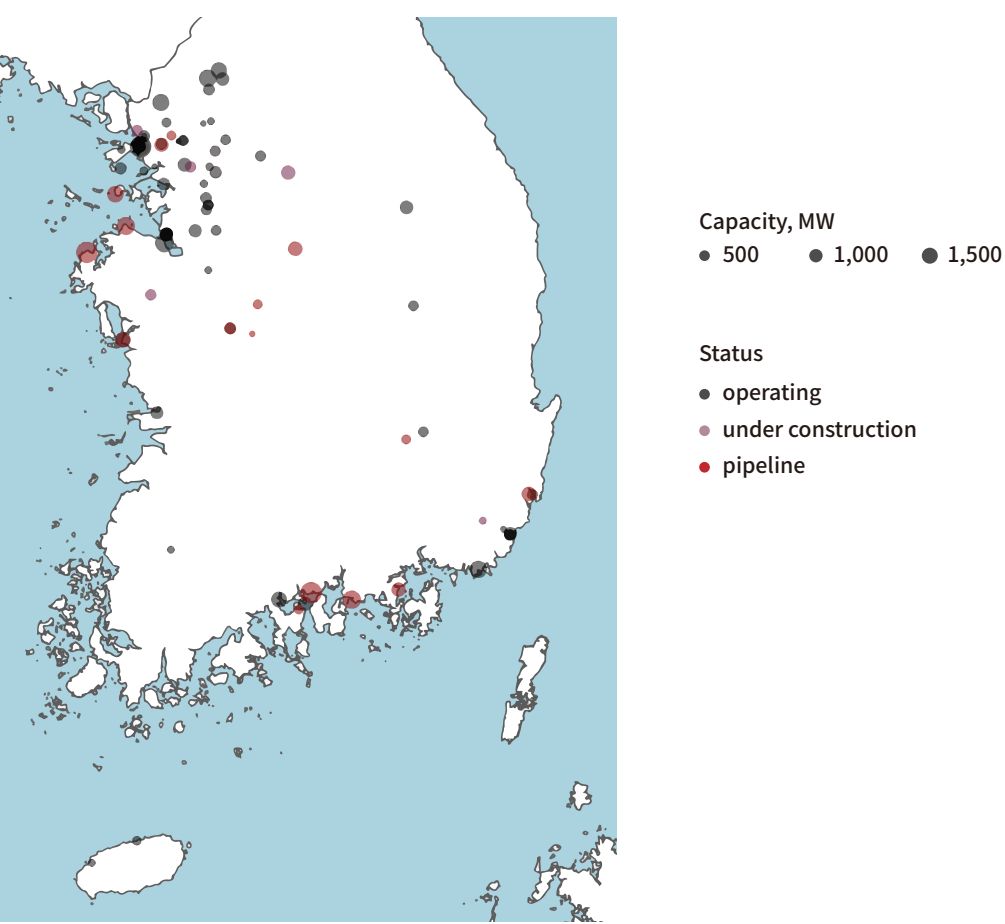 Capacity, MW
500 1,000 1,500
Status
operating
under construction
pipeline